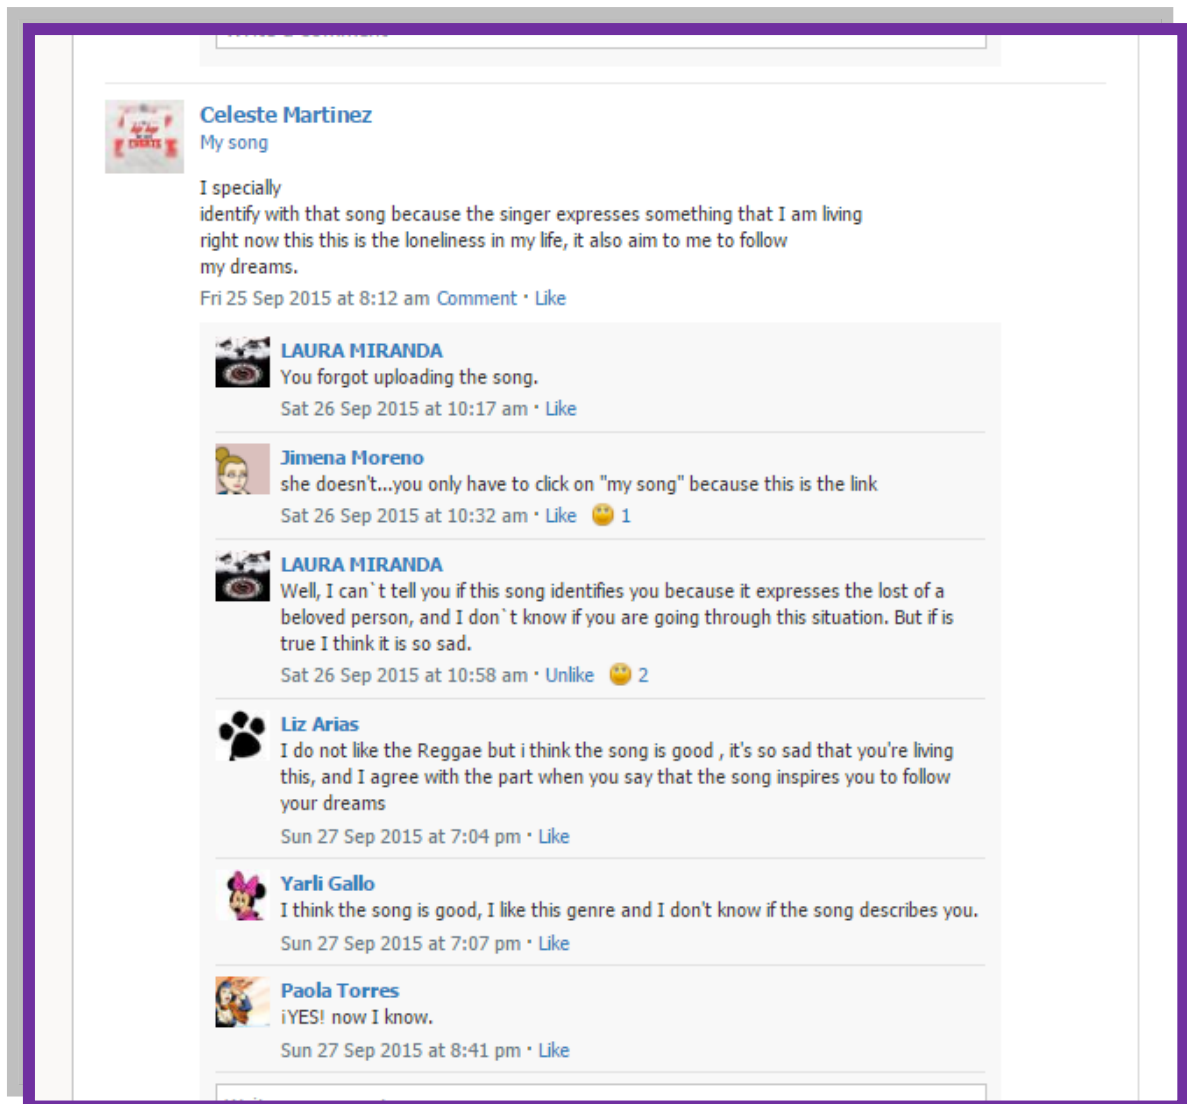 Celeste Martinez
My song
I specially
identify with that song because the singer expresses something that I am living
right now this this is the loneliness in my life, it also aim to me to follow
my dreams.
Fri 25 Sep 2015 at 8:12 am Comment · Like
LAURA MIRANDA
You forgot uploading the song.
Sat 26 Sep 2015 at 10:17 am · Like
Jimena Moreno
she doesn't...you only have to click on "my song" because this is the link
Sat 26 Sep 2015 at 10:32 am · Like 1
LAURA MIRANDA
Well, I can`t tell you if this song identifies you because it expresses the lost of a
beloved person, and I don`t know if you are going through this situation. But if is
true I think it is so sad.
Sat 26 Sep 2015 at 10:58 am · Unlike 2
Liz Arias
I do not like the Reggae but i think the song is good , it's so sad that you're living
this, and I agree with the part when you say that the song inspires you to follow
your dreams
Sun 27 Sep 2015 at 7:04 pm · Like
Yarli Gallo
I think the song is good, I like this genre and I don't know if the song describes you.
Sun 27 Sep 2015 at 7:07 pm · Like
Paola Torres
¡YES! now I know.
Sun 27 Sep 2015 at 8:41 pm · Like